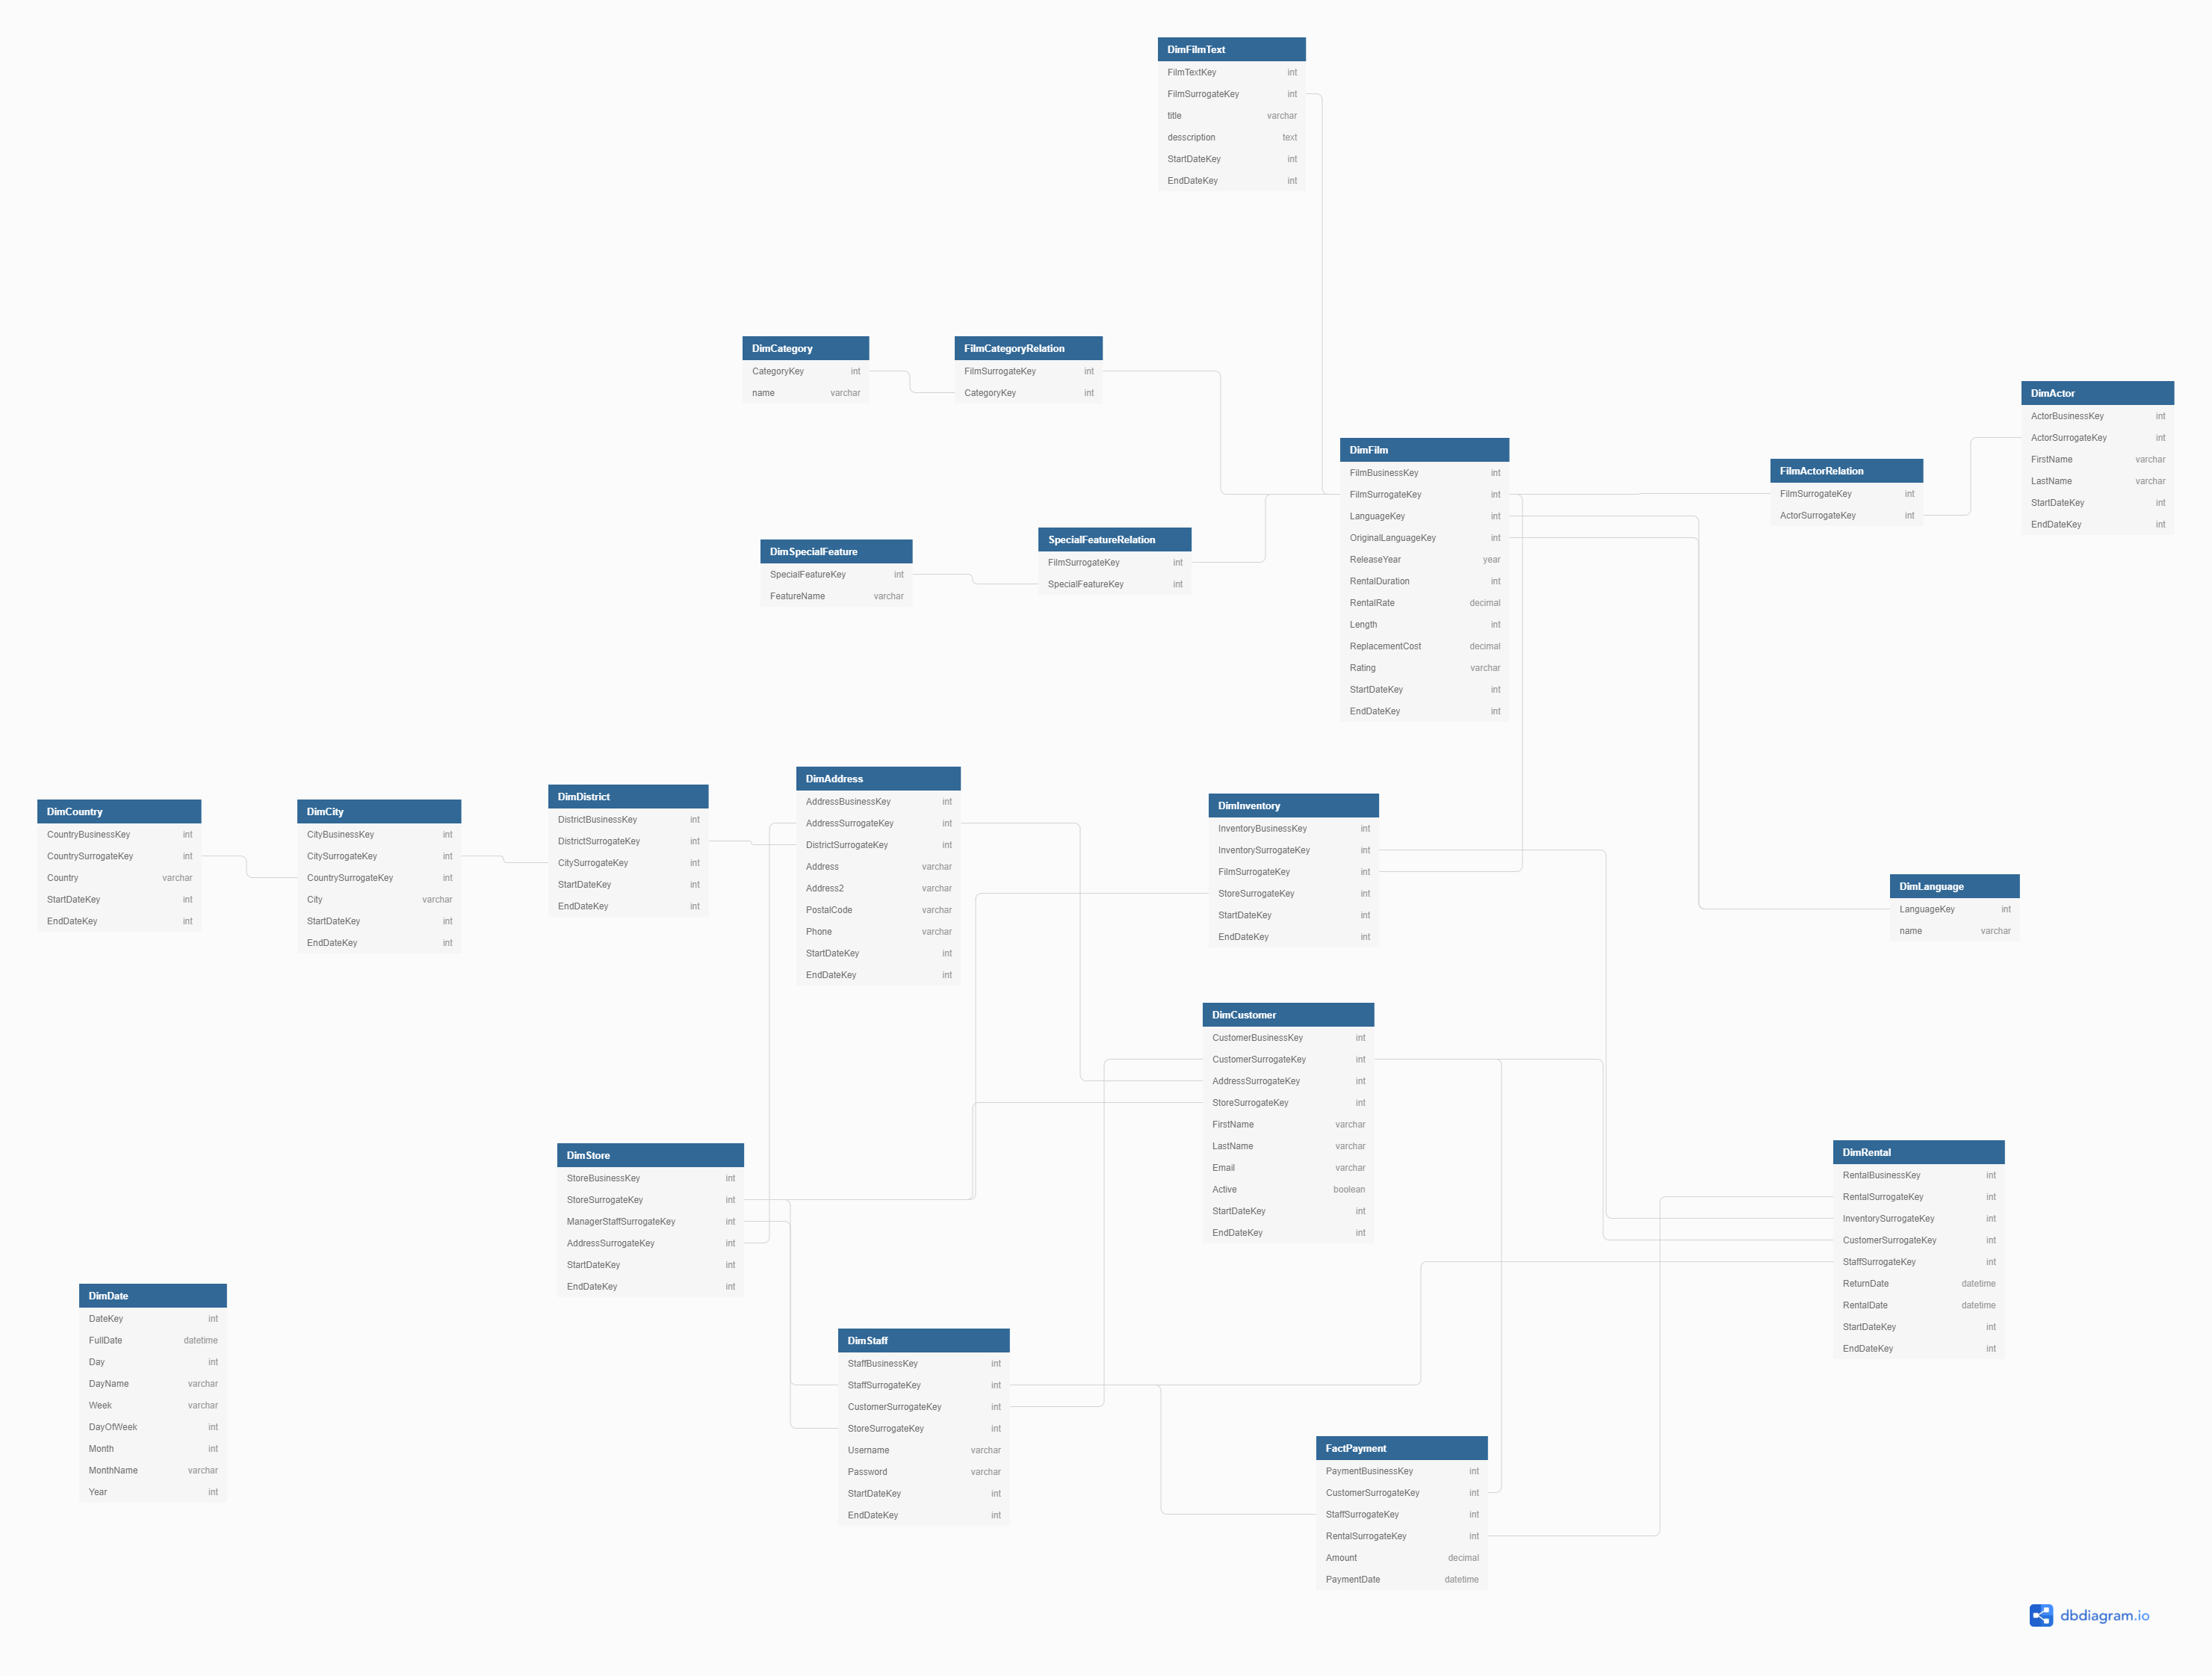 DimFilmText
FilmTextKey int
FilmSurrogateKey int
title varchar
desscription text
StartDateKey int
EndDateKey int
DimCategory
CategoryKey int
name varchar
FilmCategoryRelation
FilmSurrogateKey int
CategoryKey int
DimActor
ActorBusinessKey int
ActorSurrogateKey int
FirstName varchar
LastName varchar
StartDateKey int
EndDateKey int
DimFilm
FilmBusinessKey int
FilmSurrogateKey int
LanguageKey int
OriginalLanguageKey int
ReleaseYear year
RentalDuration int
RentalRate decimal
Length int
ReplacementCost decimal
Rating varchar
StartDateKey int
EndDateKey int
FilmActorRelation
FilmSurrogateKey int
ActorSurrogateKey int
DimSpecialFeature
SpecialFeatureKey int
FeatureName varchar
SpecialFeatureRelation
FilmSurrogateKey int
SpecialFeatureKey int
DimCountry
CountryBusinessKey int
CountrySurrogateKey int
Country varchar
StartDateKey int
EndDateKey int
DimCity
CityBusinessKey int
CitySurrogateKey int
CountrySurrogateKey int
City varchar
StartDateKey int
EndDateKey int
DimDistrict
DistrictBusinessKey int
DistrictSurrogateKey int
CitySurrogateKey int
StartDateKey int
EndDateKey int
DimAddress
AddressBusinessKey int
AddressSurrogateKey int
DistrictSurrogateKey int
Address varchar
Address2 varchar
PostalCode varchar
Phone varchar
StartDateKey int
EndDateKey int
DimInventory
InventoryBusinessKey int
InventorySurrogateKey int
FilmSurrogateKey int
StoreSurrogateKey int
StartDateKey int
EndDateKey int
DimLanguage
LanguageKey int
name varchar
DimCustomer
CustomerBusinessKey int
CustomerSurrogateKey int
AddressSurrogateKey int
StoreSurrogateKey int
FirstName varchar
LastName varchar
Email varchar
Active boolean
StartDateKey int
EndDateKey int
DimStore
StoreBusinessKey int
StoreSurrogateKey int
ManagerStaffSurrogateKey int
AddressSurrogateKey int
StartDateKey int
EndDateKey int
DimRental
RentalBusinessKey int
RentalSurrogateKey int
InventorySurrogateKey int
CustomerSurrogateKey int
StaffSurrogateKey int
ReturnDate datetime
RentalDate datetime
StartDateKey int
EndDateKey int
DimDate
DateKey int
FullDate datetime
Day int
DayName varchar
Week varchar
DayOfWeek int
Month int
MonthName varchar
Year int
DimStaff
StaffBusinessKey int
StaffSurrogateKey int
CustomerSurrogateKey int
StoreSurrogateKey int
Username varchar
Password varchar
StartDateKey int
EndDateKey int
FactPayment
PaymentBusinessKey int
CustomerSurrogateKey int
StaffSurrogateKey int
RentalSurrogateKey int
Amount decimal
PaymentDate datetime
dbdiagram.io